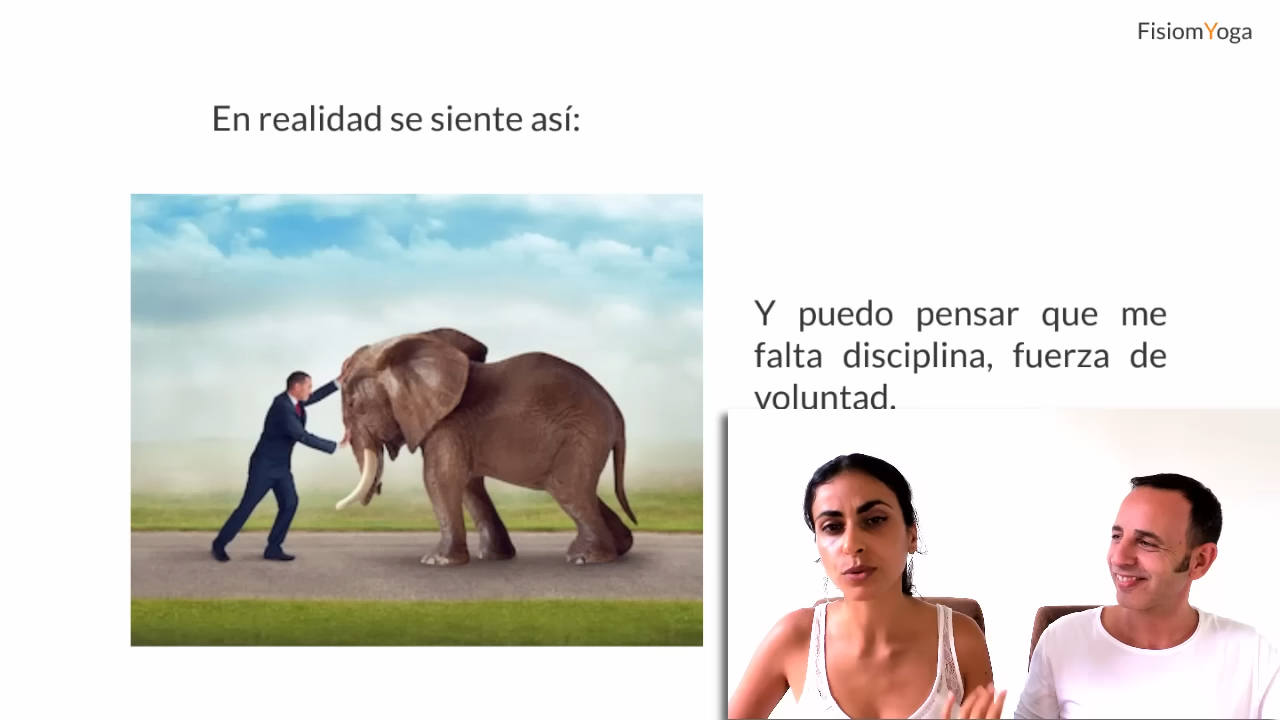 FisiomYoga
En realidad se siente así:
Y puedo pensar que me
falta disciplina, fuerza de
voluntad.